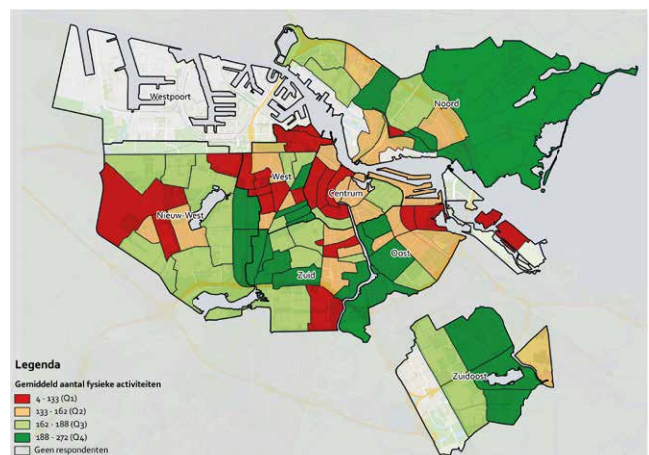 Westpoort
Noord
West
Centrum
Nieuw-West
Oost
Zuid
Zuidoost
Legenda
Gemiddeld aantal fysieke activiteiten
4 - 133 (Q1)
133 - 162 (Q2)
162 - 188 (Q3)
188 - 272 (Q4)
Geen respondenten